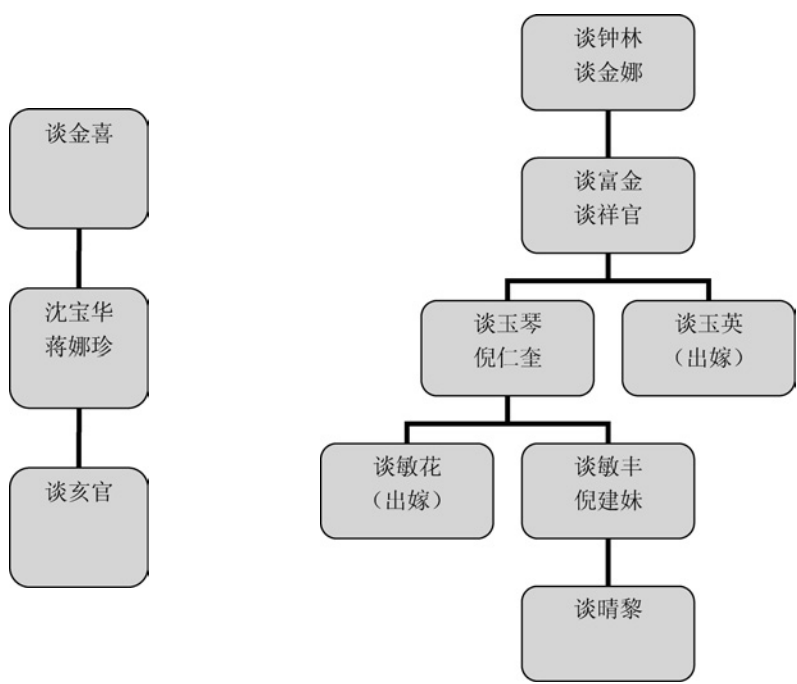 谈金喜
沈宝华
蒋娜珍
谈亥官
谈钟林
谈金娜
谈富金
谈祥官
谈玉琴
倪仁奎
谈玉英
（出嫁）
谈敏花
（出嫁）
谈敏丰
倪建妹
谈晴黎